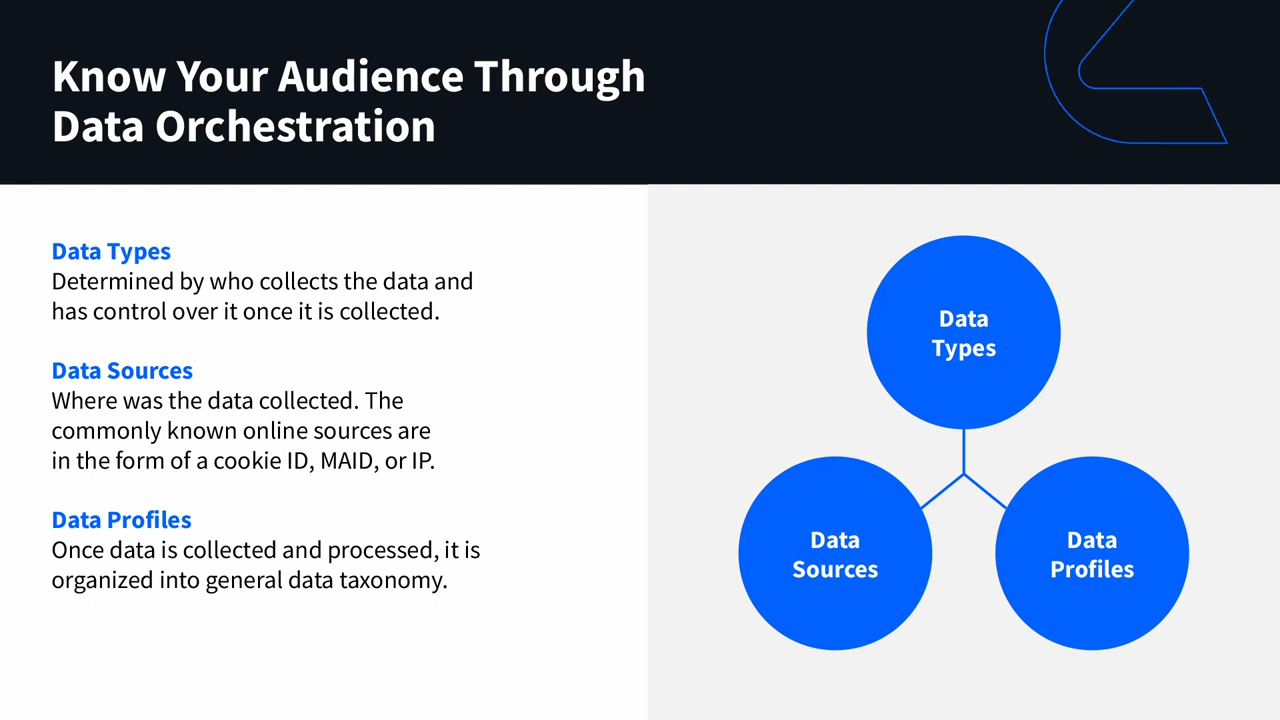 Know Your Audience Through
Data Orchestration
Data Types
Determined by who collects the data and
has control over it once it is collected.
Data Sources
Where was the data collected. The
commonly known online sources are
in the form of a cookie ID, MAID, or IP.
Data Profiles
Once data is collected and processed, it is
organized into general data taxonomy.
Data
Types
Data
Sources
Data
Profiles